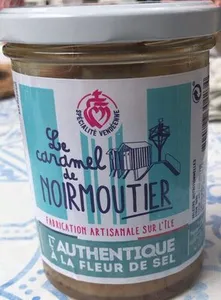 SPÉCIALITÉ VENDÉENNE
Le
caramel
de
NOIRMOUTIER
FABRICATION ARTISANALE SUR L'ÎLE
L'AUTHENTIQUE
À LA FLEUR DE SEL